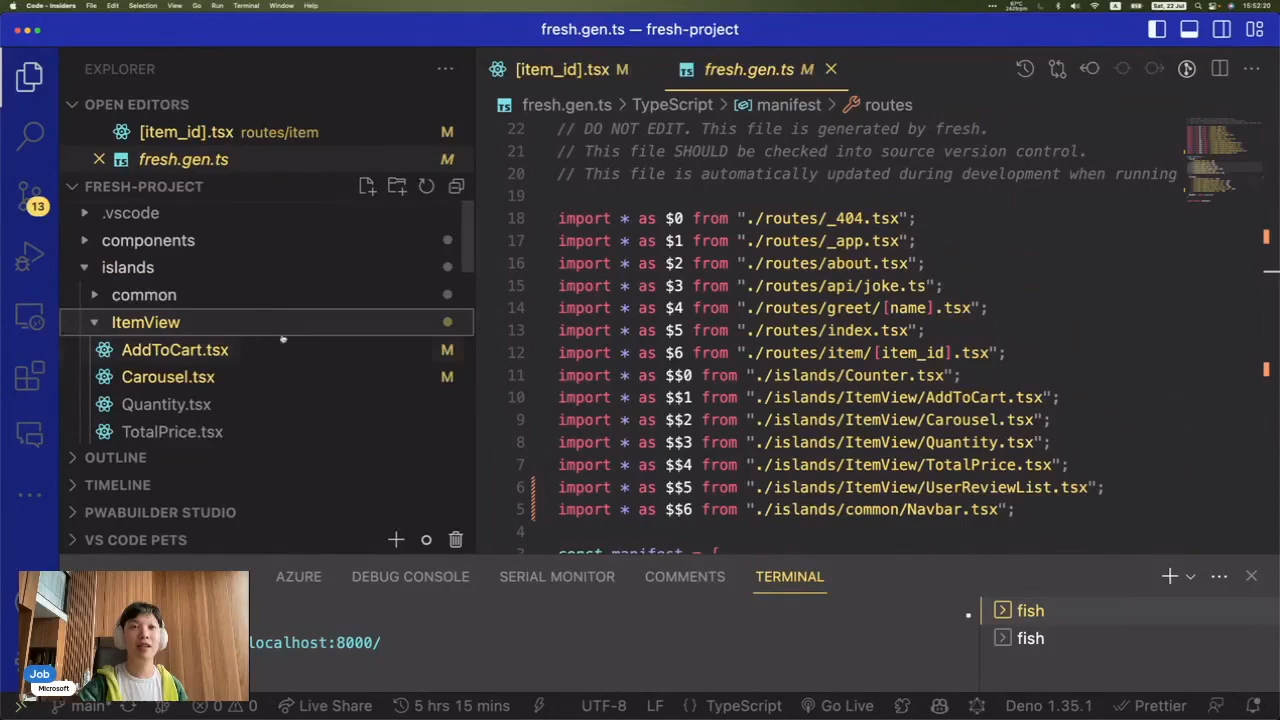 Code - Insiders File Edit Selection View Go Run Terminal Window Help
Sat, 22 Jul 15:52:20
fresh.gen.ts — fresh-project
EXPLORER
OPEN EDITORS
[item_id].tsx routes/item M
fresh.gen.ts M
FRESH-PROJECT
.vscode
components
islands
common
ItemView
AddToCart.tsx M
Carousel.tsx M
Quantity.tsx
TotalPrice.tsx
OUTLINE
TIMELINE
PWABUILDER STUDIO
VS CODE PETS
13
[item_id].tsx M
fresh.gen.ts M
fresh.gen.ts > TypeScript > manifest > routes
22 // DO NOT EDIT. This file is generated by fresh.
21 // This file SHOULD be checked into source version control.
20 // This file is automatically updated during development when running
19
18 import * as $0 from "./routes/_404.tsx";
17 import * as $1 from "./routes/_app.tsx";
16 import * as $2 from "./routes/about.tsx";
15 import * as $3 from "./routes/api/joke.ts";
14 import * as $4 from "./routes/greet/[name].tsx";
13 import * as $5 from "./routes/index.tsx";
12 import * as $6 from "./routes/item/[item_id].tsx";
11 import * as $$0 from "./islands/Counter.tsx";
10 import * as $$1 from "./islands/ItemView/AddToCart.tsx";
9 import * as $$2 from "./islands/ItemView/Carousel.tsx";
8 import * as $$3 from "./islands/ItemView/Quantity.tsx";
7 import * as $$4 from "./islands/ItemView/TotalPrice.tsx";
6 import * as $$5 from "./islands/ItemView/UserReviewList.tsx";
5 import * as $$6 from "./islands/common/Navbar.tsx";
4
3 const manifest = {
AZURE DEBUG CONSOLE SERIAL MONITOR COMMENTS TERMINAL
localhost:8000/
fish
fish
Job
Microsoft
main* 0 0 Live Share 5 hrs 15 mins UTF-8 LF {} TypeScript Go Live Deno 1.35.1 Prettier